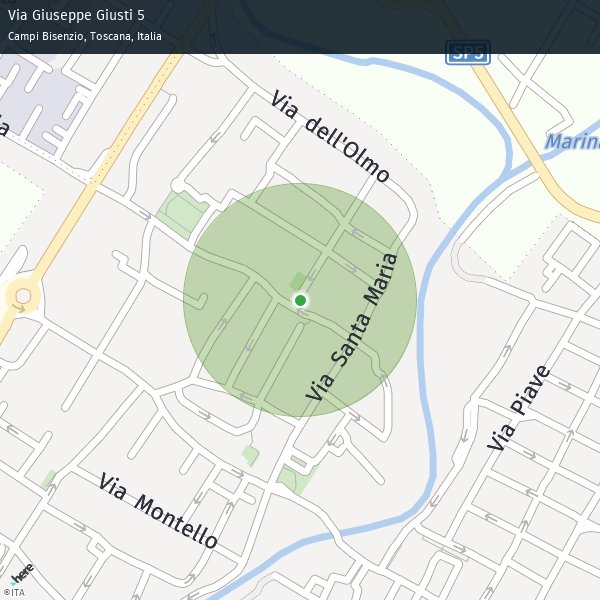 Via Giuseppe Giusti 5
Campi Bisenzio, Toscana, Italia
SP5
Via dell'Olmo
Marina
Via Santa Maria
Via Piave
Via Montello
here
©ITA